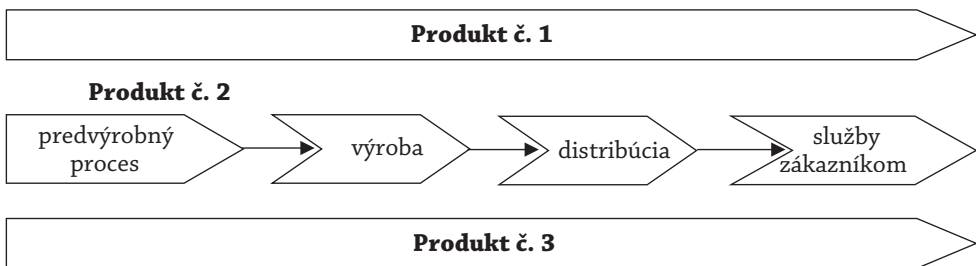 Produkt č. 1
Produkt č. 2
predvýrobný
proces
výroba
distribúcia
služby
zákazníkom
Produkt č. 3